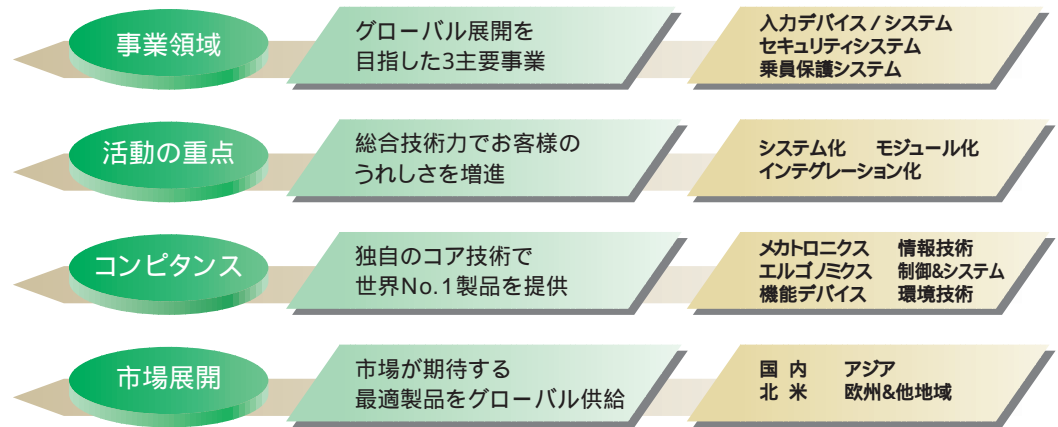 事業領域
グローバル展開を
目指した3主要事業
入力デバイス / システム
セキュリティシステム
乗員保護システム
活動の重点
総合技術力でお客様の
うれしさを増進
システム化 モジュール化
インテグレーション化
コンピタンス
独自のコア技術で
世界No.1製品を提供
メカトロニクス 情報技術
エルゴノミクス 制御&システム
機能デバイス 環境技術
市場展開
市場が期待する
最適製品をグローバル供給
国 内 アジア
北 米 欧州&他地域